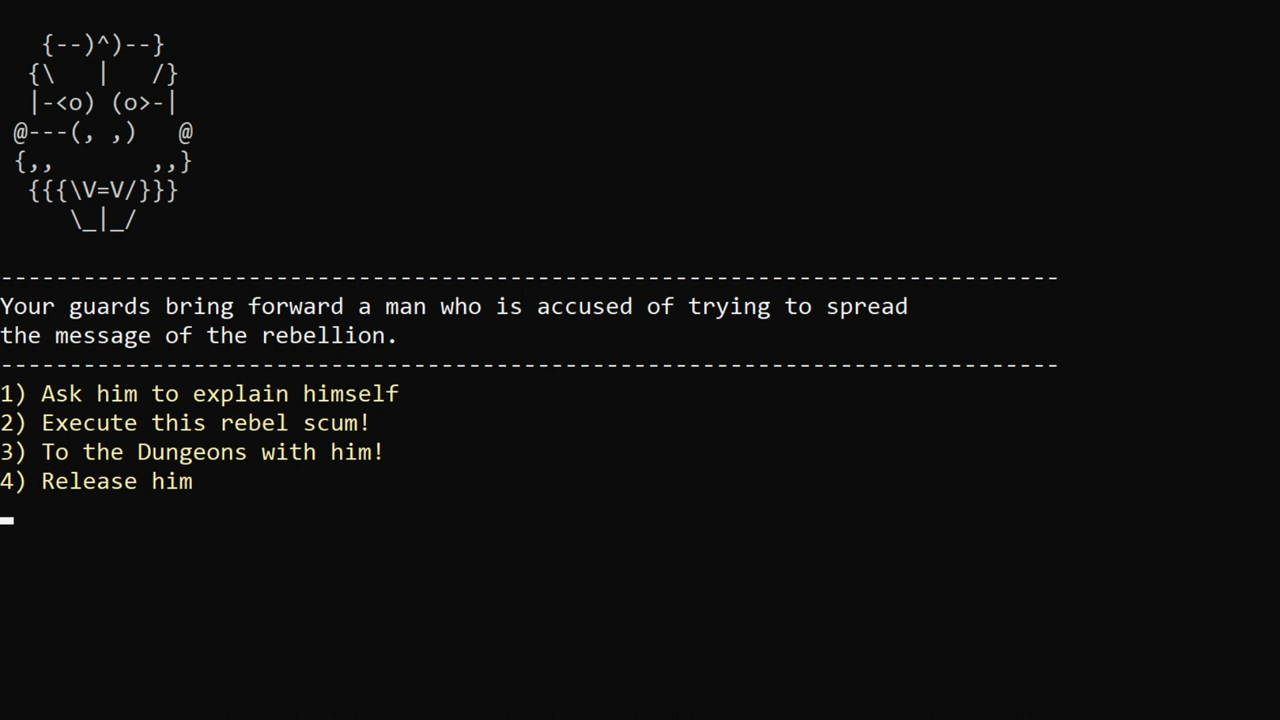 {--)^)--}
{\ | /}
|-<o) (o>-|
@---(, ,) @
{,, ,,}
{{{\V=V/}}}
\_|_/
-----------------------------------------------------------------------------
Your guards bring forward a man who is accused of trying to spread
the message of the rebellion.
-----------------------------------------------------------------------------
1) Ask him to explain himself
2) Execute this rebel scum!
3) To the Dungeons with him!
4) Release him